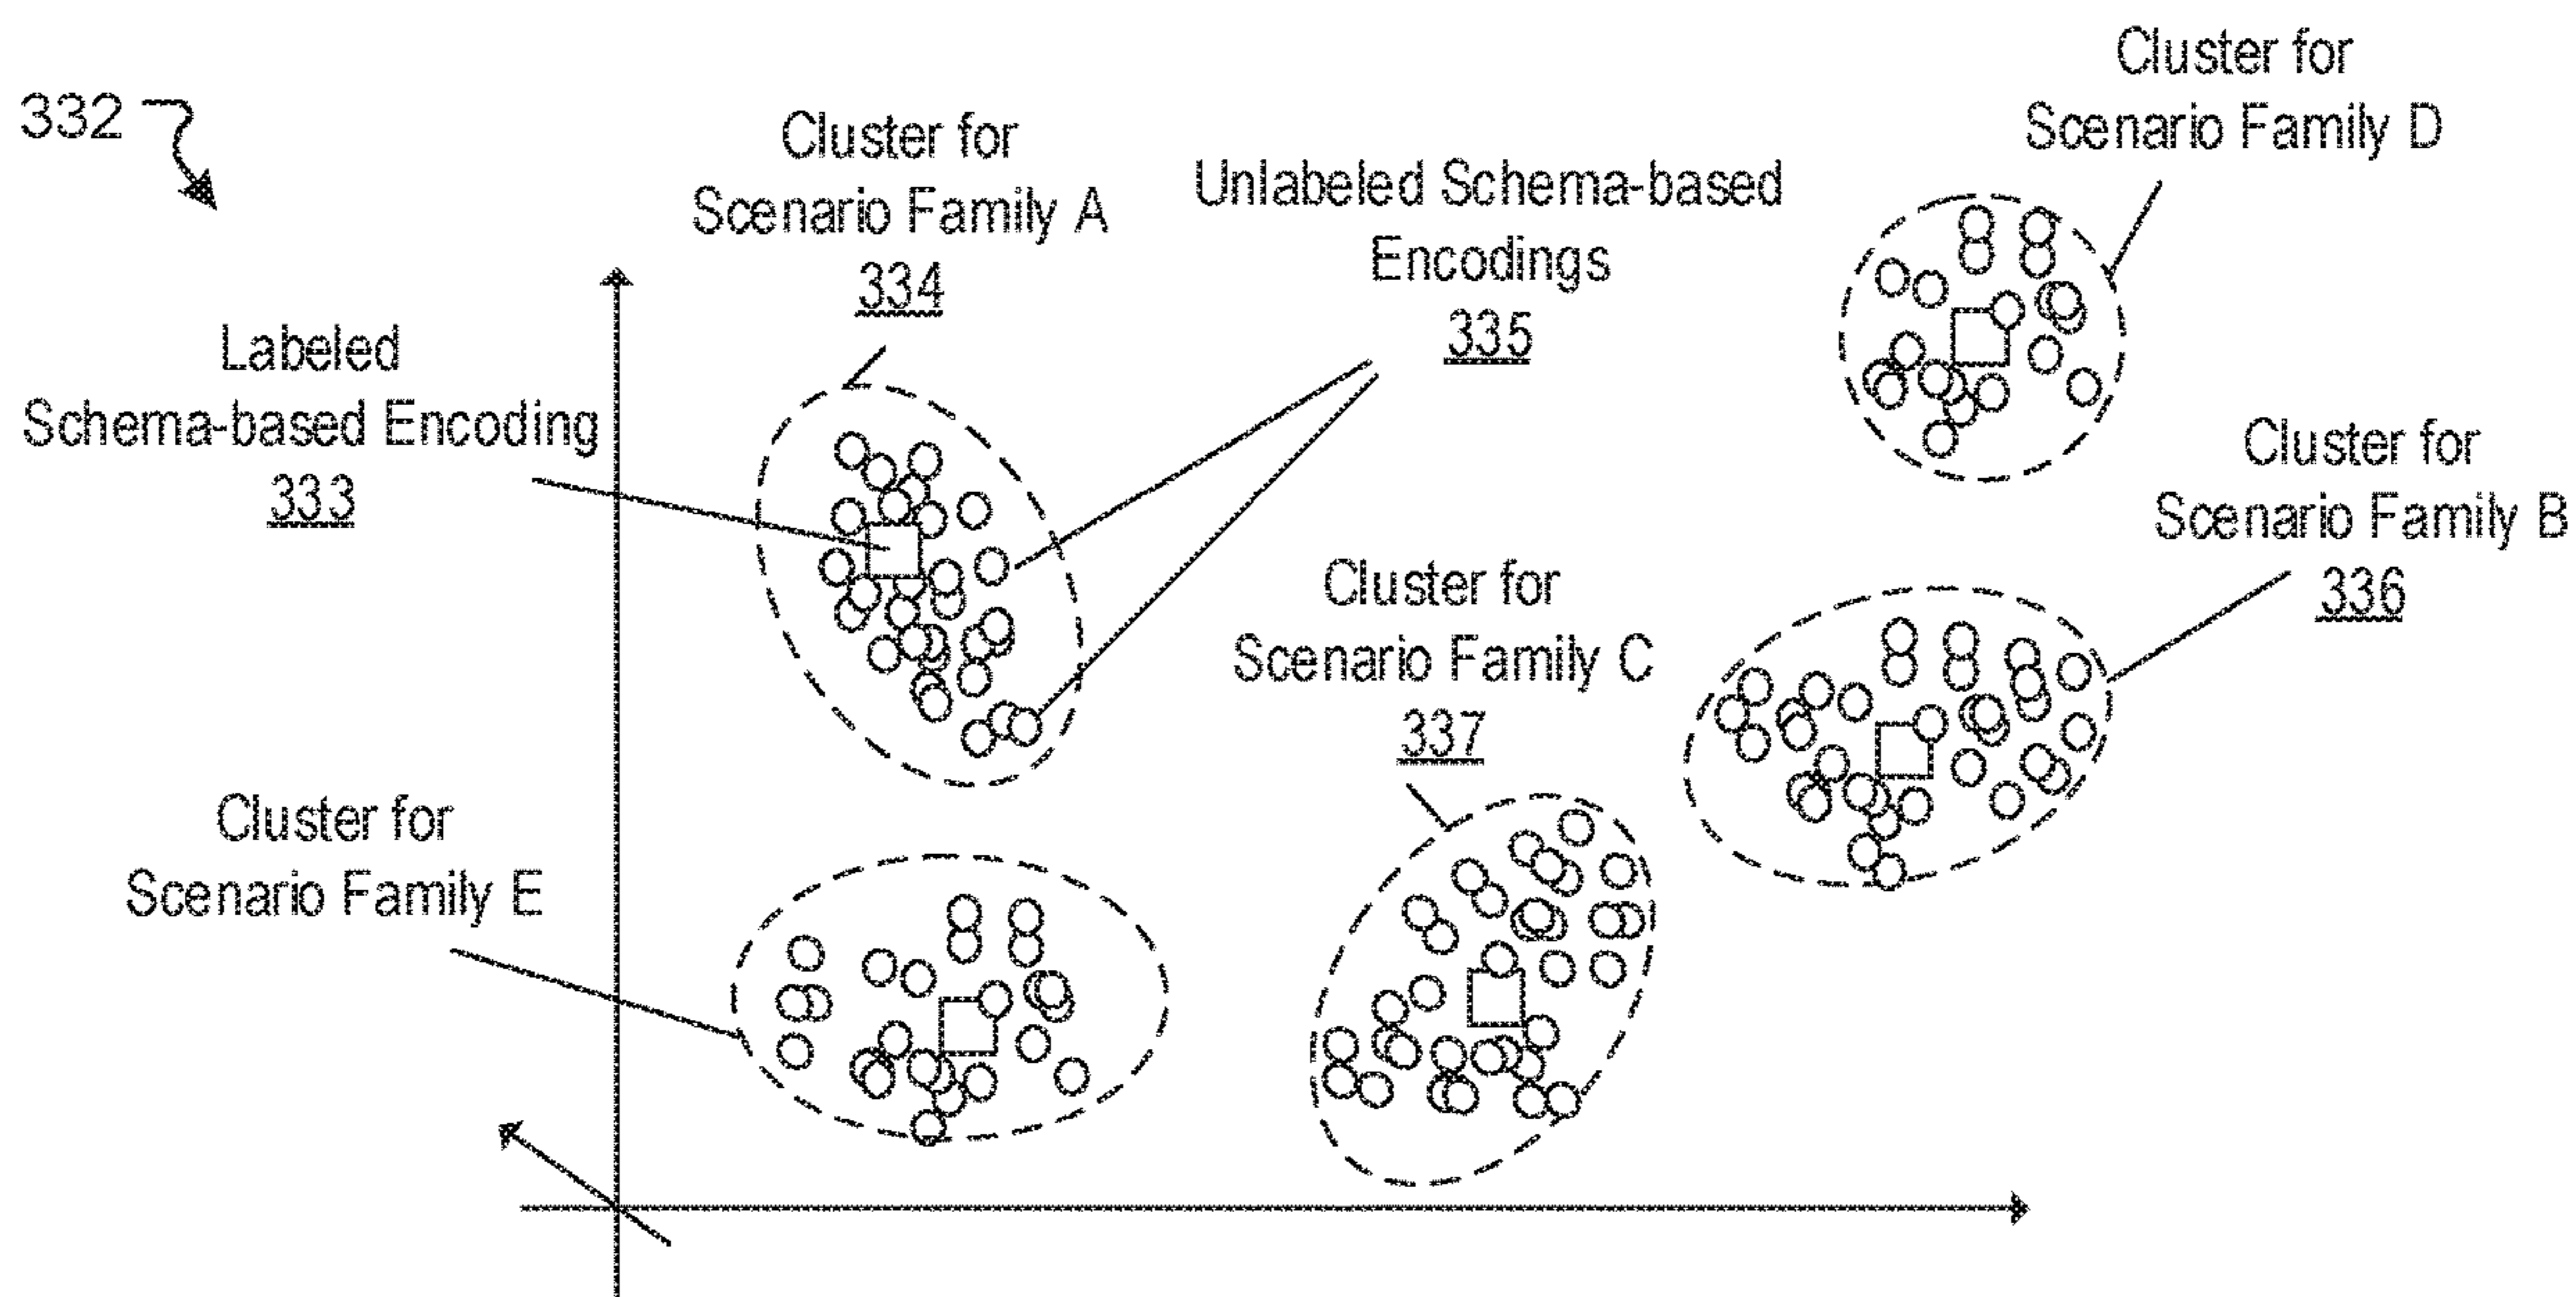 332
Cluster for
Scenario Family A
334
Unlabeled Schema-based
Encodings
335
Cluster for
Scenario Family D
Labeled
Schema-based Encoding
333
Cluster for
Scenario Family B
336
Cluster for
Scenario Family C
337
Cluster for
Scenario Family E